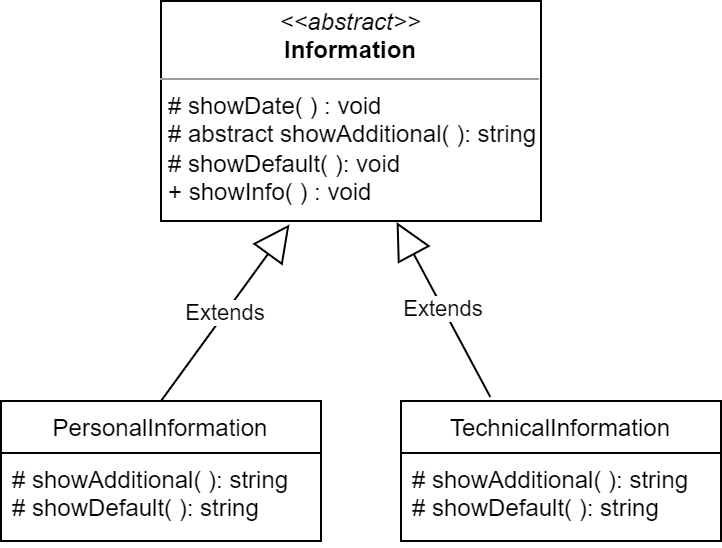 <<abstract>>
Information
# showDate( ) : void
# abstract showAdditional( ): string
# showDefault( ): void
+ showInfo( ) : void
Extends
Extends
PersonalInformation
# showAdditional( ): string
# showDefault( ): string
TechnicalInformation
# showAdditional( ): string
# showDefault( ): string